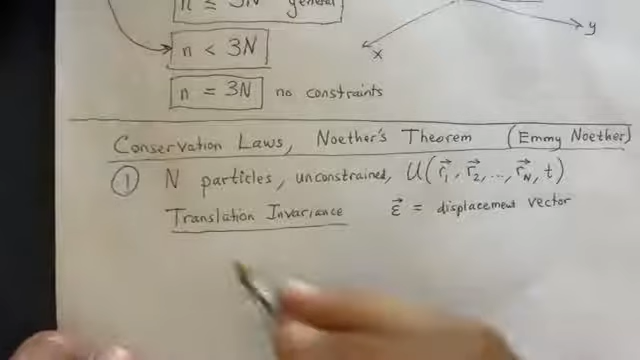 n ≤ 3N general
n < 3N
x
y
n = 3N no constraints
Conservation Laws, Noether's Theorem (Emmy Noether)
① N particles, unconstrained, U(r⃗₁, r⃗₂, ..., r⃗_N, t)
Translation Invariance ε⃗ = displacement vector